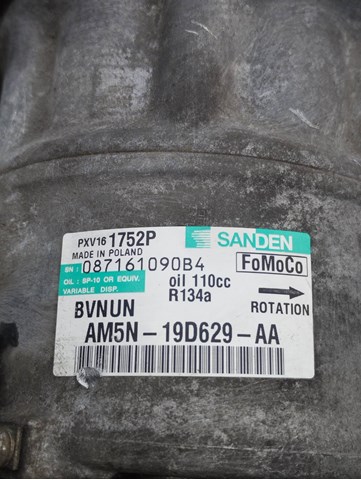 PXV16 1752P
SANDEN
MADE IN POLAND
SN: 087161090B4
FoMoCo
OIL : SP-10 OR EQUIV.
VARIABLE DISP.
oil 110cc
R134a
ROTATION
BVNUN
AM5N-19D629-AA